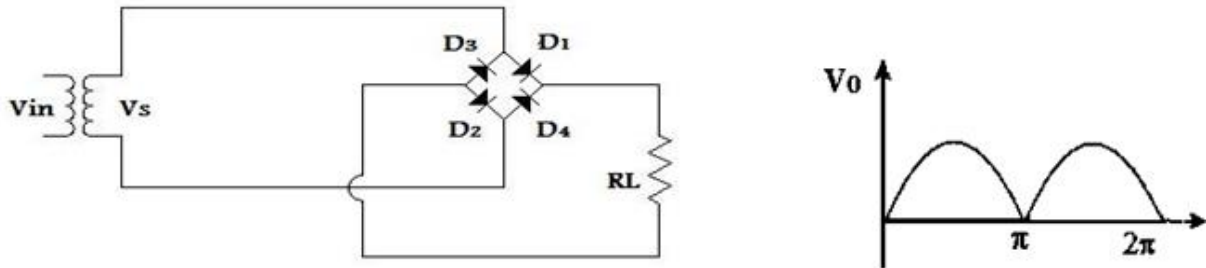 D3 D1
Vin Vs
D2 D4
RL
V0
π 2π